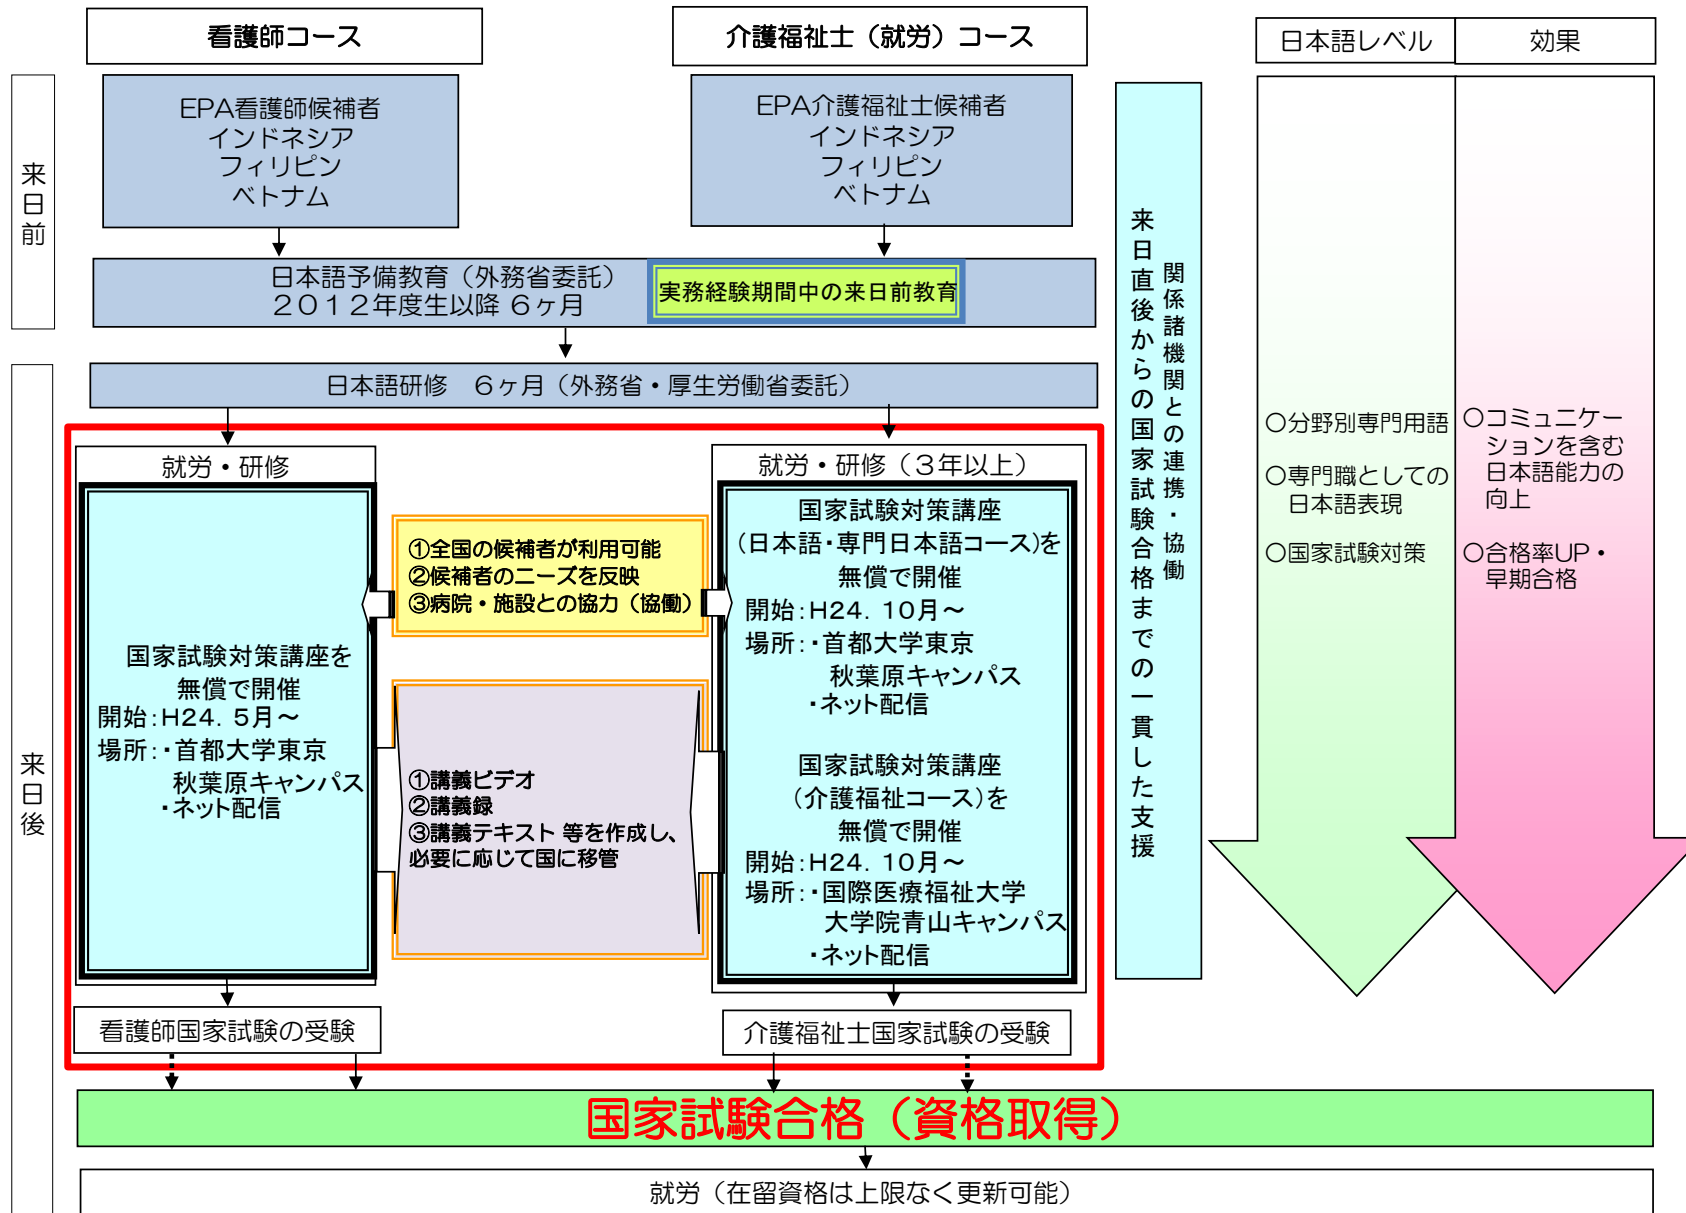 看護師コース
介護福祉士（就労）コース
日本語レベル
効果
来日前
EPA看護師候補者
インドネシア
フィリピン
ベトナム
EPA介護福祉士候補者
インドネシア
フィリピン
ベトナム
日本語予備教育（外務省委託）
２０１２年度生以降 ６ヶ月
実務経験期間中の来日前教育
来日後
日本語研修　６ヶ月（外務省・厚生労働省委託）
就労・研修
国家試験対策講座を
無償で開催
開始：H24．5月～
場所：・首都大学東京
秋葉原キャンパス
・ネット配信
①全国の候補者が利用可能
②候補者のニーズを反映
③病院・施設との協力（協働）
①講義ビデオ
②講義録
③講義テキスト 等を作成し、
必要に応じて国に移管
就労・研修（３年以上）
国家試験対策講座
（日本語・専門日本語コース）を
無償で開催
開始：H24．10月～
場所：・首都大学東京
秋葉原キャンパス
・ネット配信
国家試験対策講座
（介護福祉コース）を
無償で開催
開始：H24．10月～
場所：・国際医療福祉大学
大学院青山キャンパス
・ネット配信
関係諸機関との連携・協働
来日直後からの国家試験合格までの一貫した支援
○分野別専門用語
○専門職としての
日本語表現
○国家試験対策
○コミュニケー
ションを含む
日本語能力の
向上
○合格率UP・
早期合格
看護師国家試験の受験
介護福祉士国家試験の受験
国家試験合格（資格取得）
就労（在留資格は上限なく更新可能）